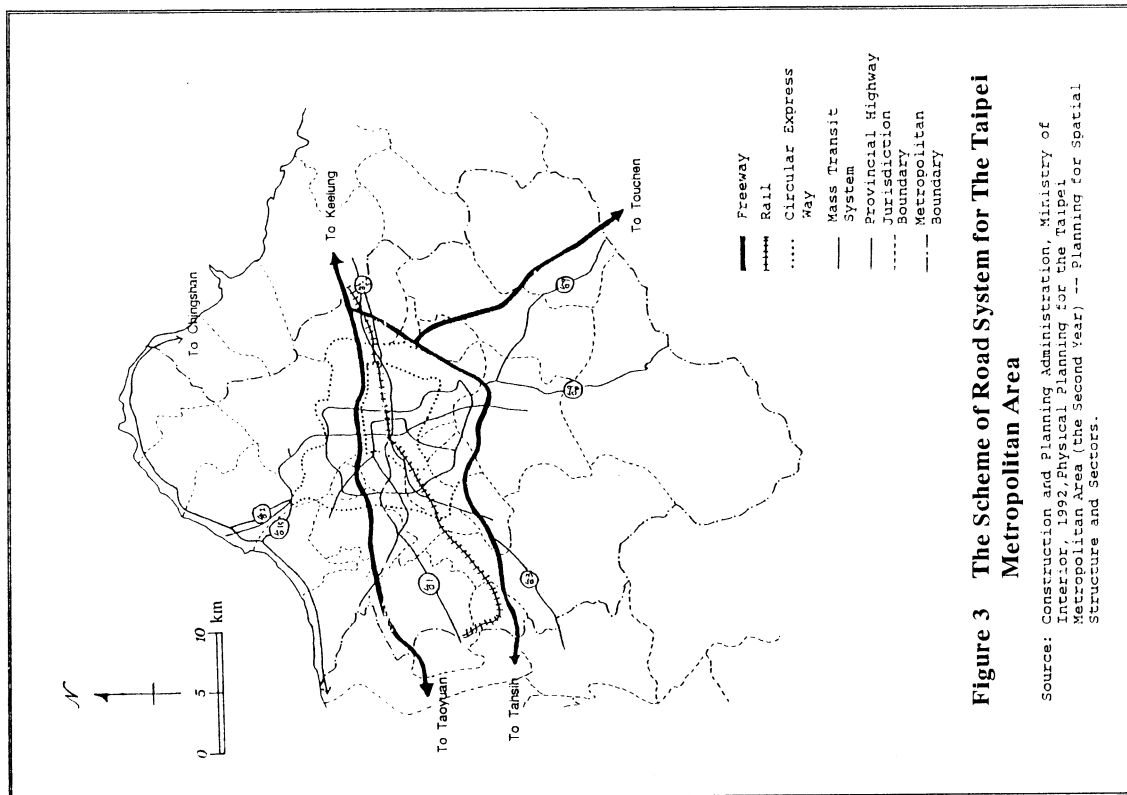 N
0
5
10
km
To Chingshan
To Keelung
To Taoyuan
To Tahsih
To Touchen
Freeway
Rail
Circular Express
Way
Mass Transit
System
Provincial Highway
Jurisdiction
Boundary
Metropolitan
Boundary
Figure 3 The Scheme of Road System for The Taipei
Metropolitan Area
Source: Construction and Planning Administration, Ministry of
Interior, 1992,Physical Planning for the Taipei
Metropolitan Area (the Second Year) -- Planning for Spatial
Structure and Sectors.